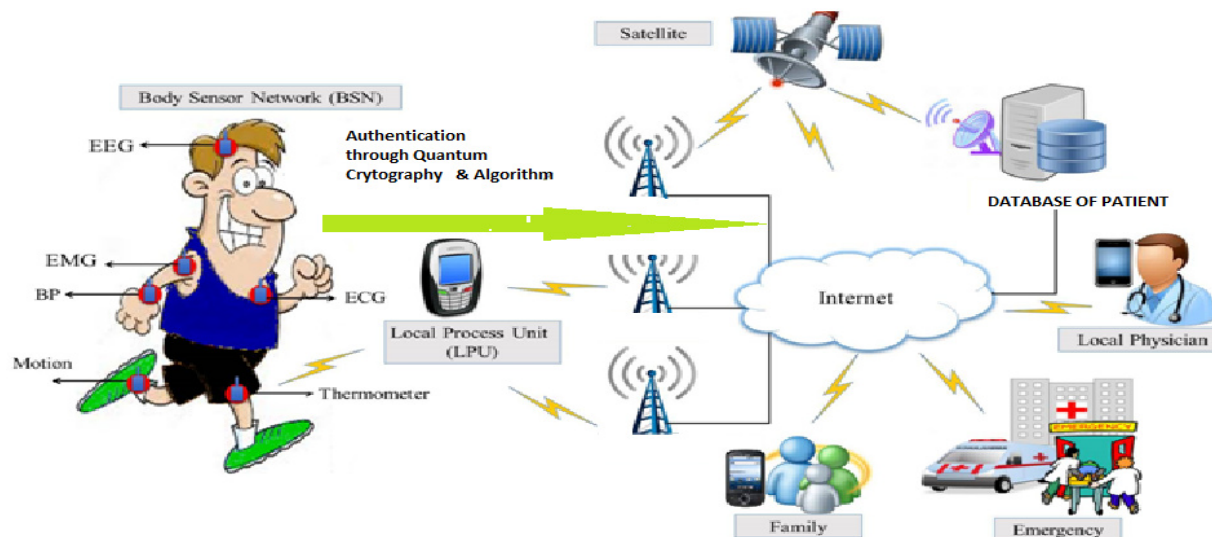 Satellite
Body Sensor Network (BSN)
EEG
Authentication
through Quantum
Crytography & Algorithm
DATABASE OF PATIENT
EMG
BP
ECG
Internet
Local Process Unit
(LPU)
Local Physician
Motion
Thermometer
EMERGENCY
Family
Emergency